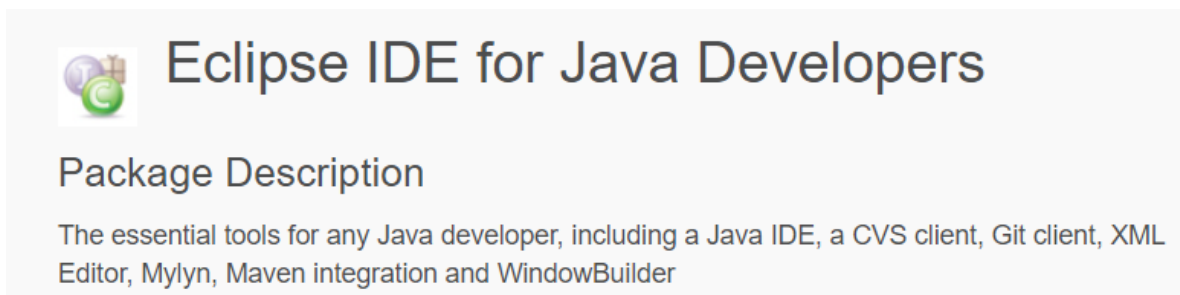 Eclipse IDE for Java Developers
Package Description
The essential tools for any Java developer, including a Java IDE, a CVS client, Git client, XML
Editor, Mylyn, Maven integration and WindowBuilder